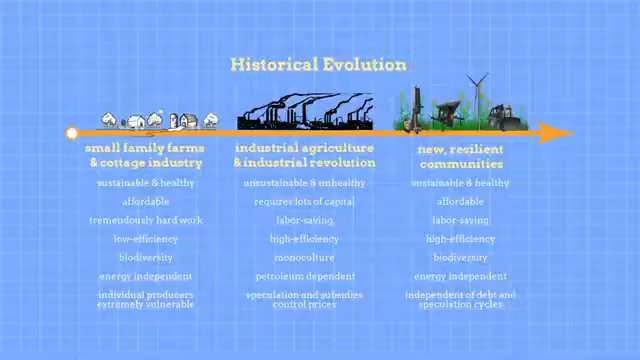 Historical Evolution
small family farms
& cottage industry
sustainable & healthy
affordable
tremendously hard work
low-efficiency
biodiversity
energy independent
individual producers
extremely vulnerable
industrial agriculture
& industrial revolution
unsustainable & unhealthy
requires lots of capital
labor-saving
high-efficiency
monoculture
petroleum dependent
speculation and subsidies
control prices
new, resilient
communities
sustainable & healthy
affordable
labor-saving
high-efficiency
biodiversity
energy independent
independent of debt and
speculation cycles